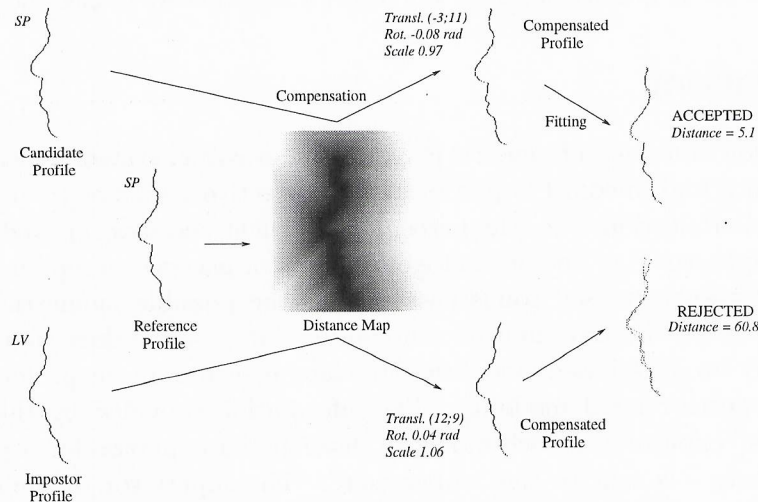 SP
Candidate
Profile
Transl. (-3;11)
Rot. -0.08 rad
Scale 0.97
Compensated
Profile
Compensation
Fitting
ACCEPTED
Distance = 5.1
SP
Reference
Profile
Distance Map
REJECTED
Distance = 60.8
LV
Impostor
Profile
Transl. (12;9)
Rot. 0.04 rad
Scale 1.06
Compensated
Profile